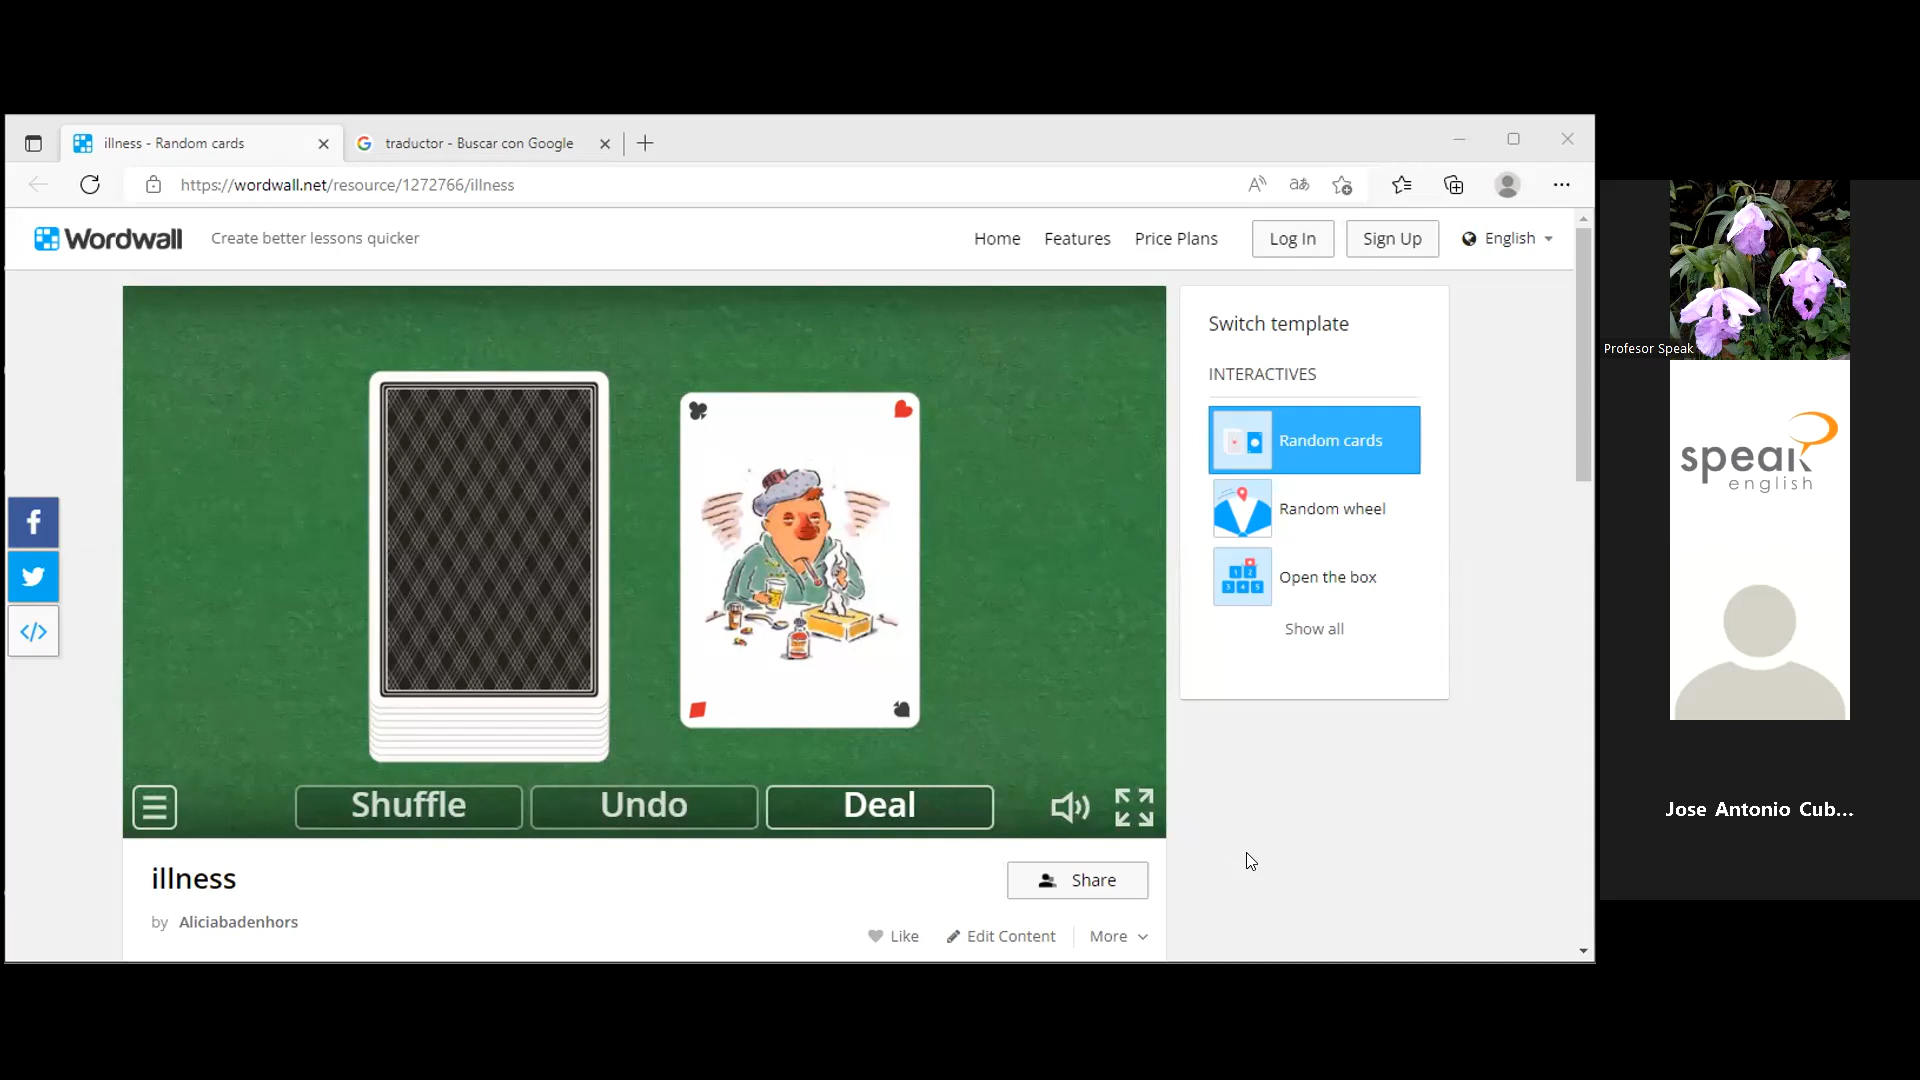 illness - Random cards
traductor - Buscar con Google
https://wordwall.net/resource/1272766/illness
Wordwall
Create better lessons quicker
Home
Features
Price Plans
Log In
Sign Up
English
Switch template
INTERACTIVES
Random cards
Random wheel
Open the box
Show all
Shuffle
Undo
Deal
illness
Share
by Aliciabadenhors
Like
Edit Content
More
Profesor Speak
speak
english
Jose Antonio Cub...